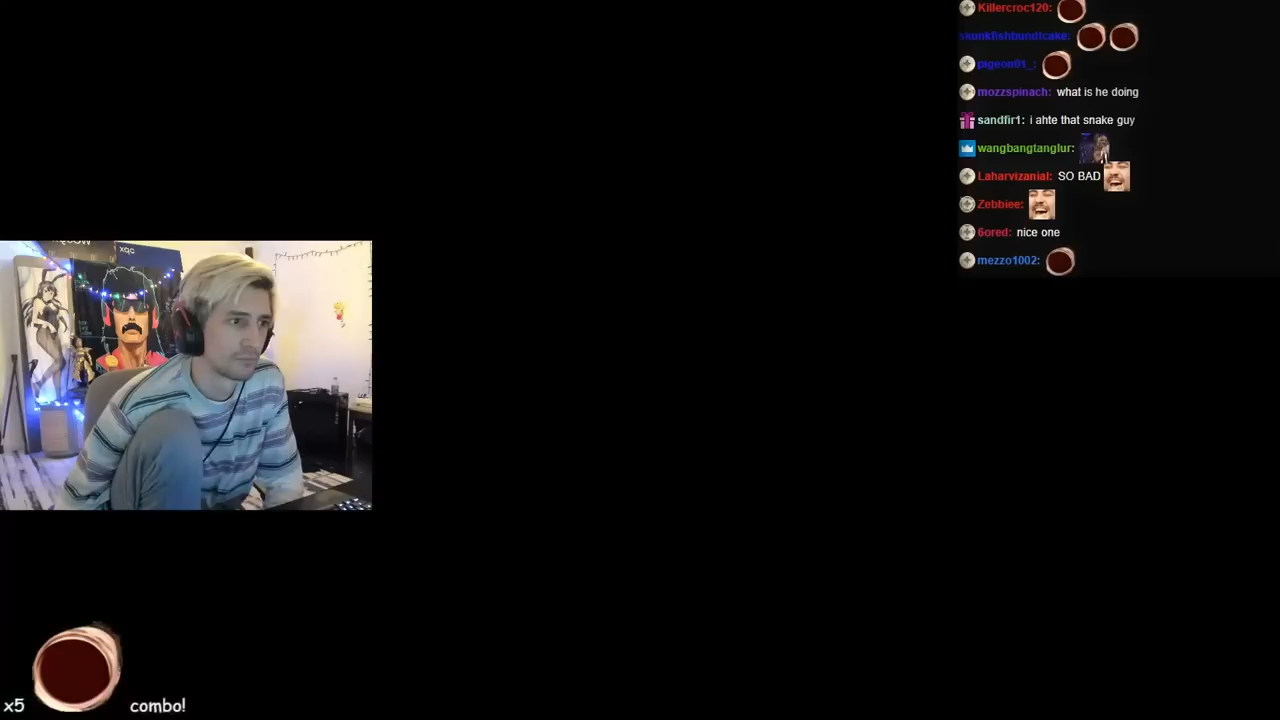 Killercroc120:
skunkfishbundtcake:
pigeon01_:
mozzspinach: what is he doing
sandfir1: i ahte that snake guy
wangbangtanglur:
Laharvizanial: SO BAD
Zebbiee:
6ored: nice one
mezzo1002:
xqc
x5 combo!